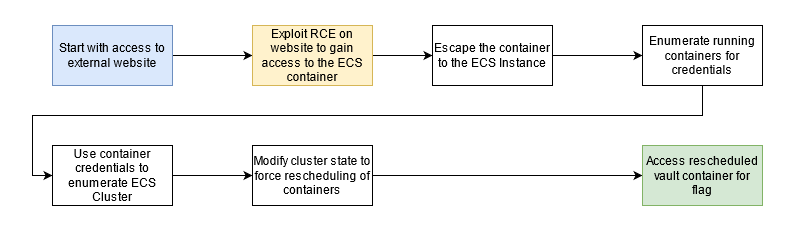 Start with access to
external website
Exploit RCE on
website to gain
access to the ECS
container
Escape the container
to the ECS Instance
Enumerate running
containers for
credentials
Use container
credentials to
enumerate ECS
Cluster
Modify cluster state to
force rescheduling of
containers
Access rescheduled
vault container for
flag